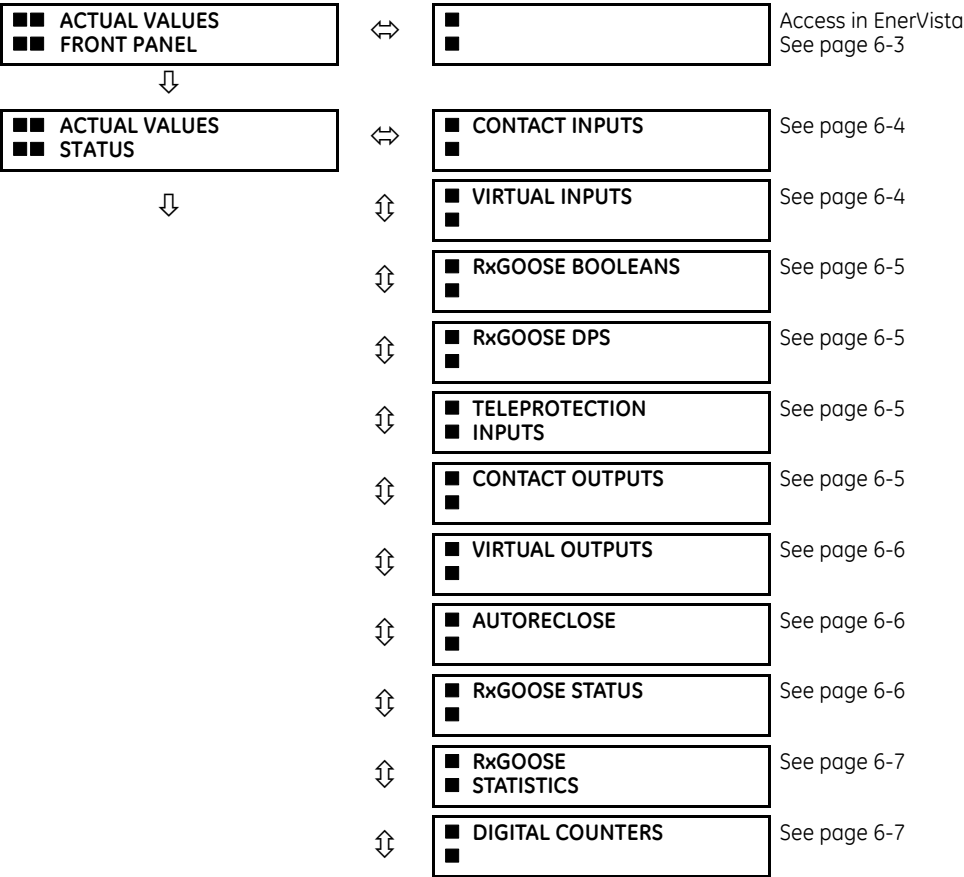 ■■ ACTUAL VALUES
■■ FRONT PANEL
■
■
Access in EnerVista
See page 6-3
■■ ACTUAL VALUES
■■ STATUS
■ CONTACT INPUTS
■
See page 6-4
■ VIRTUAL INPUTS
■
See page 6-4
■ RxGOOSE BOOLEANS
■
See page 6-5
■ RxGOOSE DPS
■
See page 6-5
■ TELEPROTECTION
■ INPUTS
See page 6-5
■ CONTACT OUTPUTS
■
See page 6-5
■ VIRTUAL OUTPUTS
■
See page 6-6
■ AUTORECLOSE
■
See page 6-6
■ RxGOOSE STATUS
■
See page 6-6
■ RxGOOSE
■ STATISTICS
See page 6-7
■ DIGITAL COUNTERS
■
See page 6-7